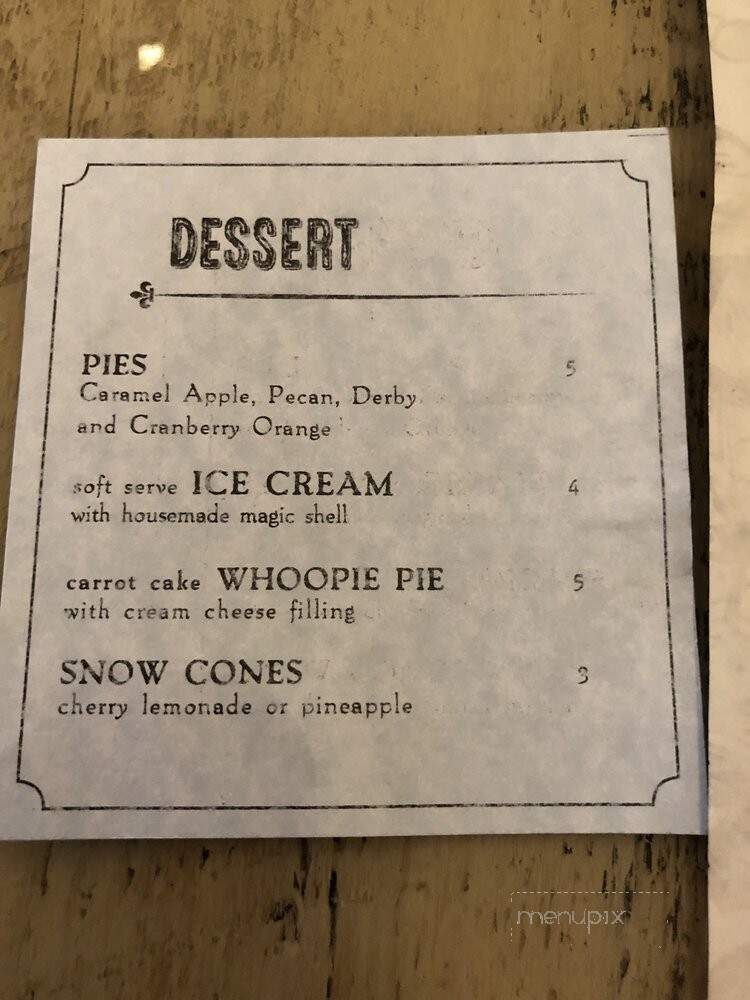 DESSERT
PIES 5
Caramel Apple, Pecan, Derby
and Cranberry Orange
soft serve ICE CREAM 4
with housemade magic shell
carrot cake WHOOPIE PIE 5
with cream cheese filling
SNOW CONES 3
cherry lemonade or pineapple
menupix